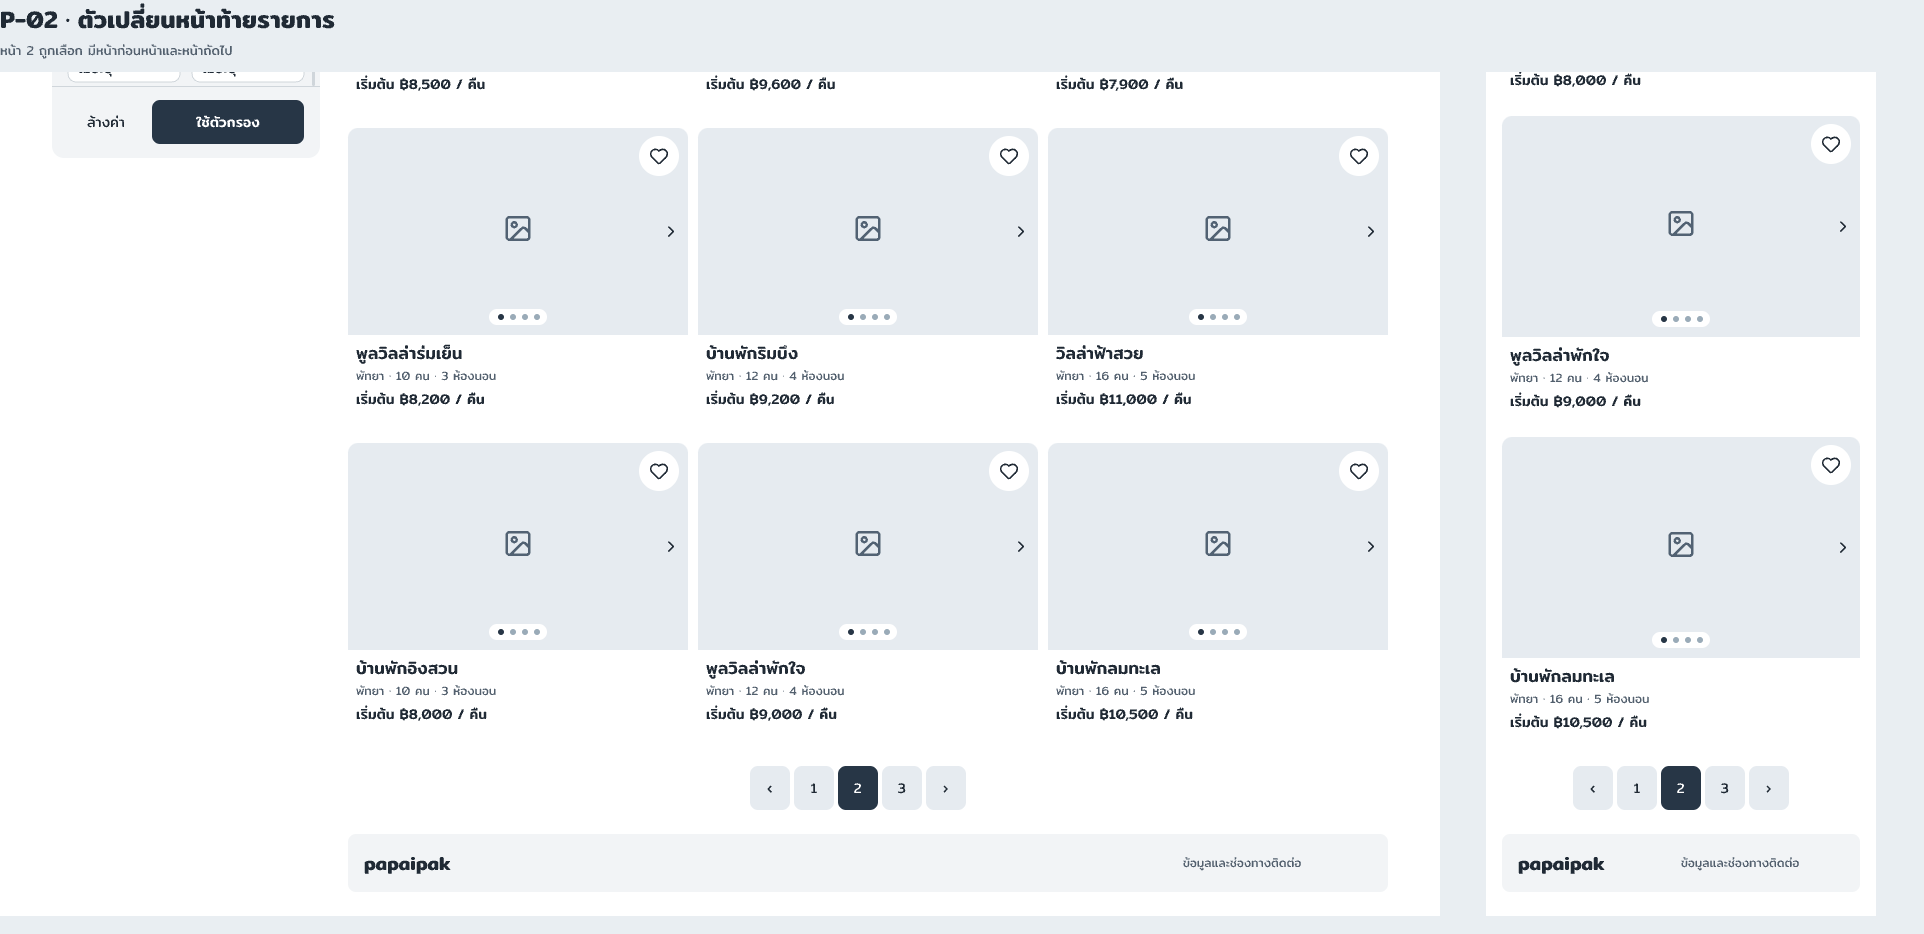 P-02 · ตัวเปลี่ยนหน้าท้ายรายการ
หน้า 2 ถูกเลือก มีหน้าก่อนหน้าและหน้าถัดไป
ล้างค่า
ใช้ตัวกรอง
เริ่มต้น ฿8,500 / คืน
เริ่มต้น ฿9,600 / คืน
เริ่มต้น ฿7,900 / คืน
พูลวิลล่าร่มเย็น
พัทยา · 10 คน · 3 ห้องนอน
เริ่มต้น ฿8,200 / คืน
บ้านพักริมบึง
พัทยา · 12 คน · 4 ห้องนอน
เริ่มต้น ฿9,200 / คืน
วิลล่าฟ้าสวย
พัทยา · 16 คน · 5 ห้องนอน
เริ่มต้น ฿11,000 / คืน
บ้านพักอิงสวน
พัทยา · 10 คน · 3 ห้องนอน
เริ่มต้น ฿8,000 / คืน
พูลวิลล่าพักใจ
พัทยา · 12 คน · 4 ห้องนอน
เริ่มต้น ฿9,000 / คืน
บ้านพักลมทะเล
พัทยา · 16 คน · 5 ห้องนอน
เริ่มต้น ฿10,500 / คืน
‹ 1 2 3 ›
papaipak
ข้อมูลและช่องทางติดต่อ
เริ่มต้น ฿8,000 / คืน
พูลวิลล่าพักใจ
พัทยา · 12 คน · 4 ห้องนอน
เริ่มต้น ฿9,000 / คืน
บ้านพักลมทะเล
พัทยา · 16 คน · 5 ห้องนอน
เริ่มต้น ฿10,500 / คืน
‹ 1 2 3 ›
papaipak
ข้อมูลและช่องทางติดต่อ